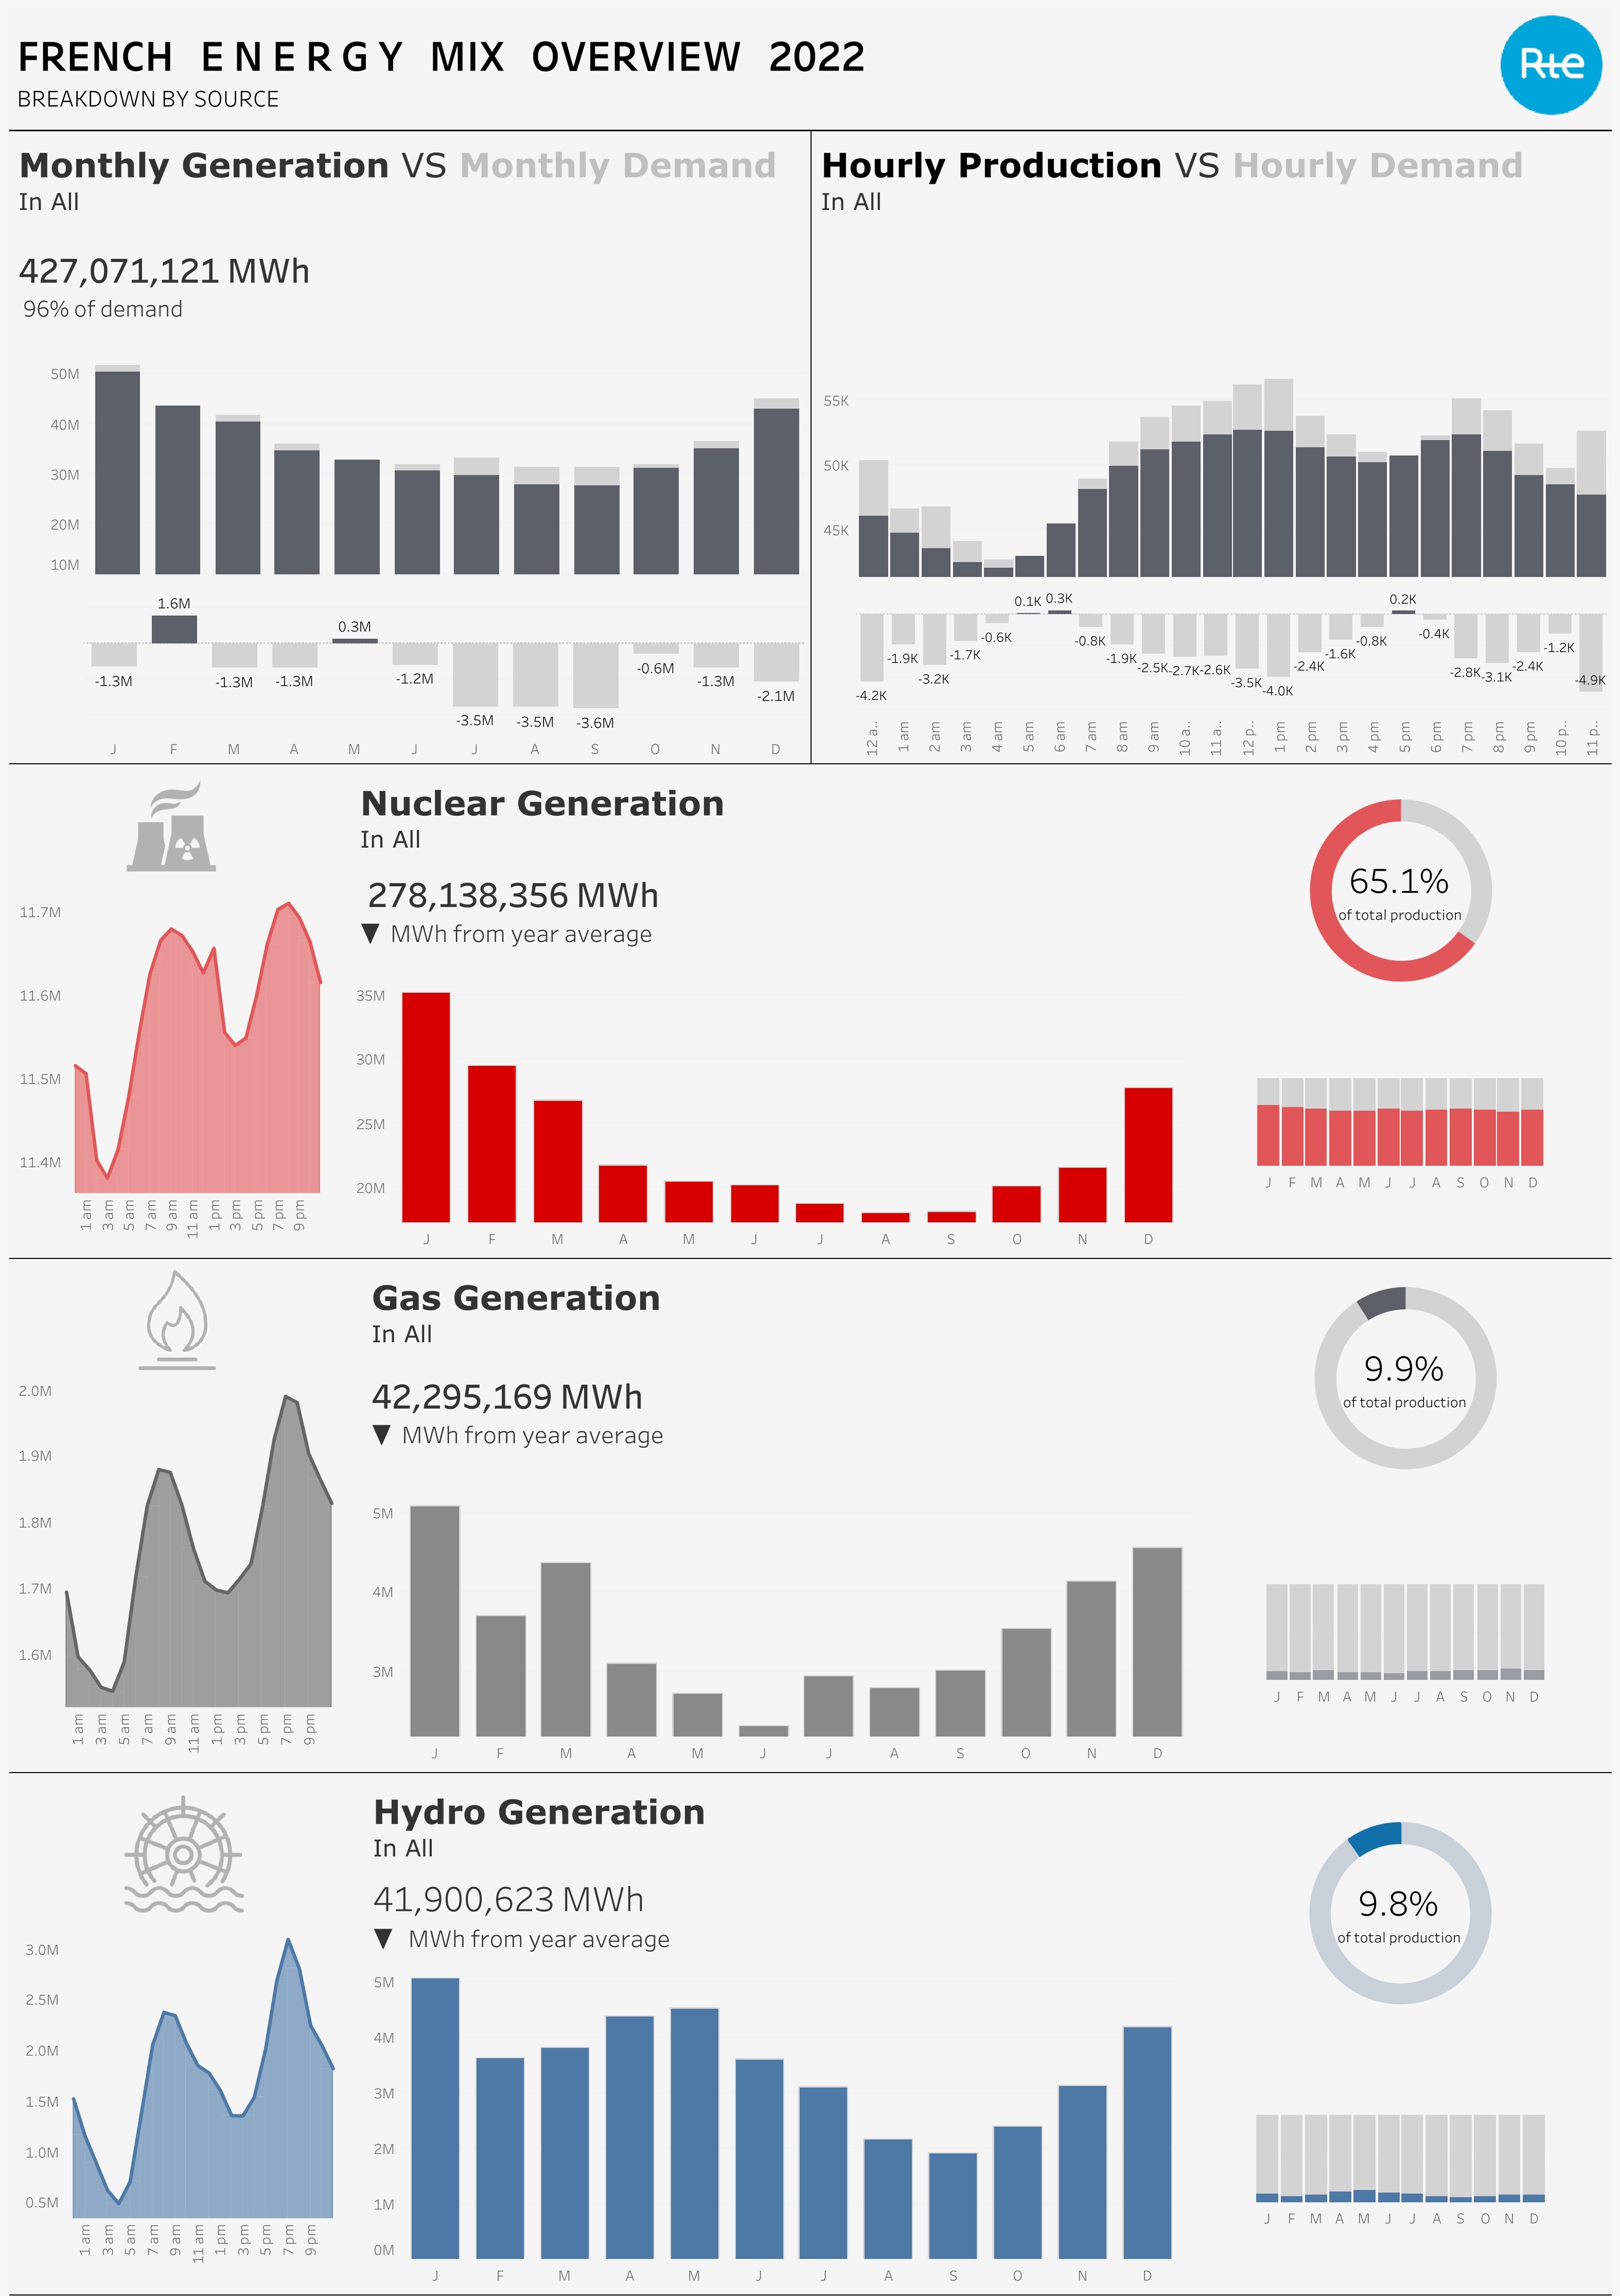 FRENCH ENERGY MIX OVERVIEW 2022
BREAKDOWN BY SOURCE
Rte
Monthly Generation VS Monthly Demand
In All
427,071,121 MWh
96% of demand
50M
40M
30M
20M
10M
1.6M
0.3M
-1.3M
-1.3M
-1.3M
-1.2M
-3.5M
-3.5M
-3.6M
-0.6M
-1.3M
-2.1M
J F M A M J J A S O N D
Hourly Production VS Hourly Demand
In All
55K
50K
45K
-4.2K
-1.9K
-3.2K
-1.7K
-0.6K
0.1K
0.3K
-0.8K
-1.9K
-2.5K
-2.7K
-2.6K
-3.5K
-4.0K
-2.4K
-1.6K
-0.8K
0.2K
-0.4K
-2.8K
-3.1K
-2.4K
-1.2K
-4.9K
12 a.. 1 am 2 am 3 am 4 am 5 am 6 am 7 am 8 am 9 am 10 a.. 11 a.. 12 p.. 1 pm 2 pm 3 pm 4 pm 5 pm 6 pm 7 pm 8 pm 9 pm 10 p.. 11 p..
Nuclear Generation
In All
278,138,356 MWh
▼ MWh from year average
11.7M
11.6M
11.5M
11.4M
1 am 3 am 5 am 7 am 9 am 11 am 1 pm 3 pm 5 pm 7 pm 9 pm
35M
30M
25M
20M
J F M A M J J A S O N D
65.1%
of total production
J F M A M J J A S O N D
Gas Generation
In All
42,295,169 MWh
▼ MWh from year average
2.0M
1.9M
1.8M
1.7M
1.6M
1 am 3 am 5 am 7 am 9 am 11 am 1 pm 3 pm 5 pm 7 pm 9 pm
5M
4M
3M
J F M A M J J A S O N D
9.9%
of total production
J F M A M J J A S O N D
Hydro Generation
In All
41,900,623 MWh
▼ MWh from year average
3.0M
2.5M
2.0M
1.5M
1.0M
0.5M
1 am 3 am 5 am 7 am 9 am 11 am 1 pm 3 pm 5 pm 7 pm 9 pm
5M
4M
3M
2M
1M
0M
J F M A M J J A S O N D
9.8%
of total production
J F M A M J J A S O N D